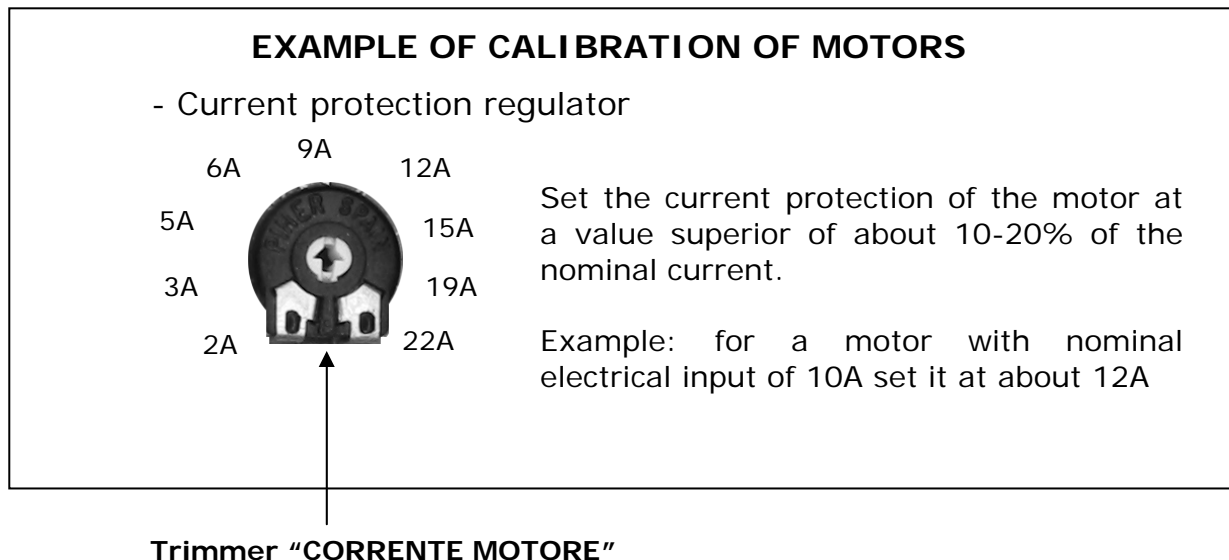 EXAMPLE OF CALIBRATION OF MOTORS
- Current protection regulator
9A
6A
12A
5A
15A
3A
19A
2A
22A
PIHER SPAIN
Set the current protection of the motor at
a value superior of about 10-20% of the
nominal current.
Example: for a motor with nominal
electrical input of 10A set it at about 12A
Trimmer “CORRENTE MOTORE”